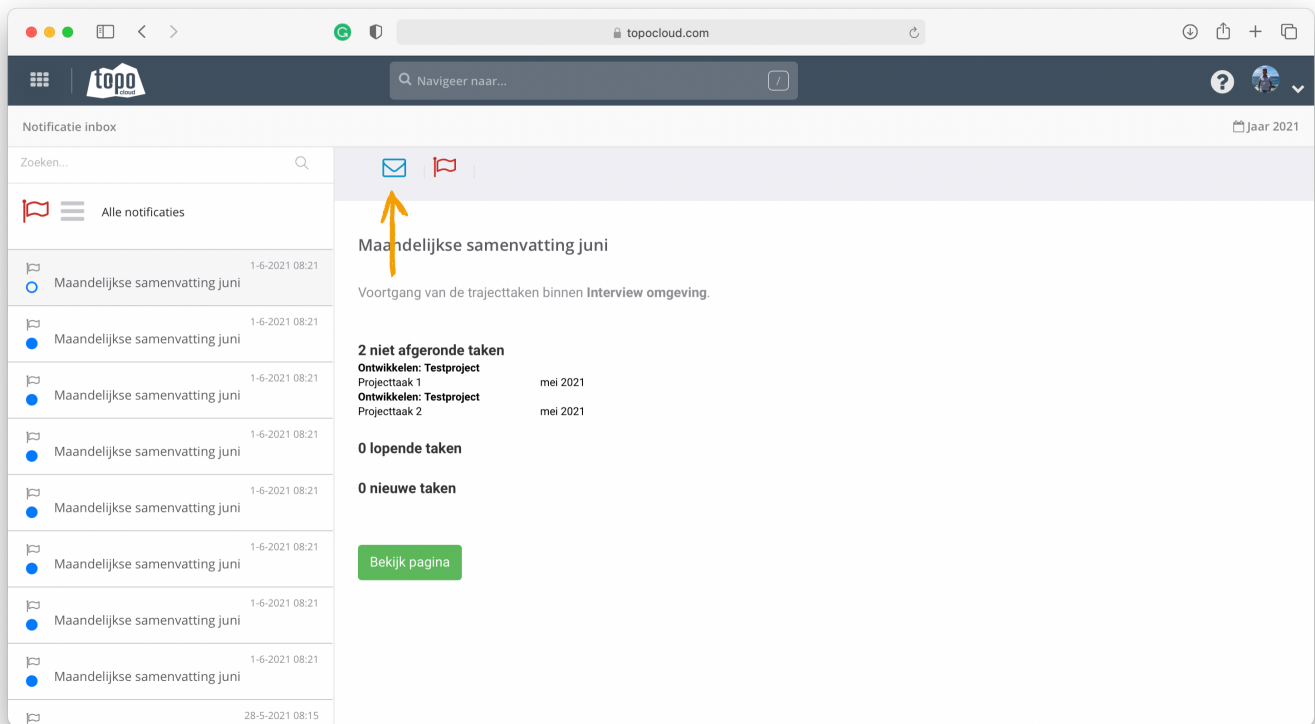 topocloud.com
topo
cloud
Navigeer naar...
/
?
Notificatie inbox
Jaar 2021
Zoeken...
Alle notificaties
1-6-2021 08:21
Maandelijkse samenvatting juni
1-6-2021 08:21
Maandelijkse samenvatting juni
1-6-2021 08:21
Maandelijkse samenvatting juni
1-6-2021 08:21
Maandelijkse samenvatting juni
1-6-2021 08:21
Maandelijkse samenvatting juni
1-6-2021 08:21
Maandelijkse samenvatting juni
1-6-2021 08:21
Maandelijkse samenvatting juni
1-6-2021 08:21
Maandelijkse samenvatting juni
28-5-2021 08:15
Maandelijkse samenvatting juni
Voortgang van de trajecttaken binnen Interview omgeving.
2 niet afgeronde taken
Ontwikkelen: Testproject
Projecttaak 1 mei 2021
Ontwikkelen: Testproject
Projecttaak 2 mei 2021
0 lopende taken
0 nieuwe taken
Bekijk pagina